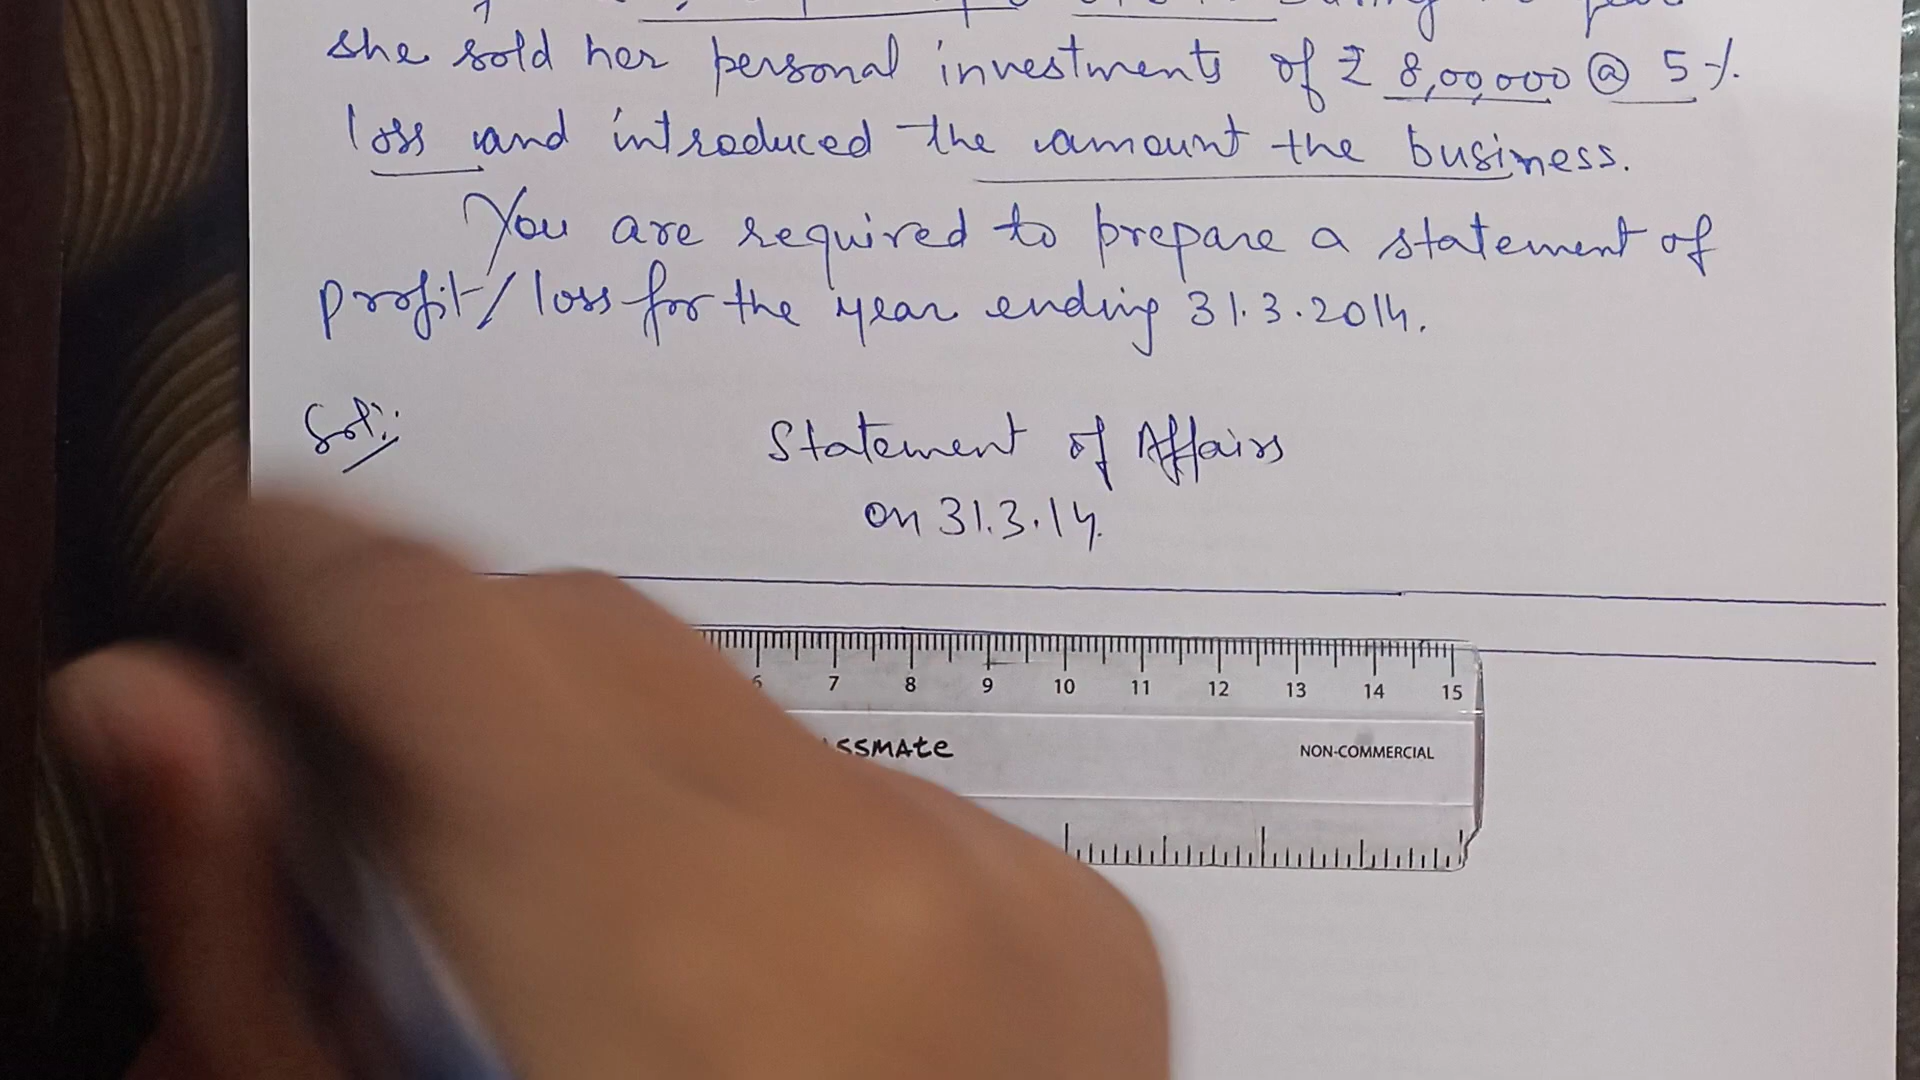 she sold her personal investments of ₹ 8,00,000 @ 5%
loss and introduced the amount the business.
You are required to prepare a statement of
profit/loss for the year ending 31.3.2014.
Sol:
Statement of Affairs
on 31.3.14.
7 8 9 10 11 12 13 14 15
NON-COMMERCIAL